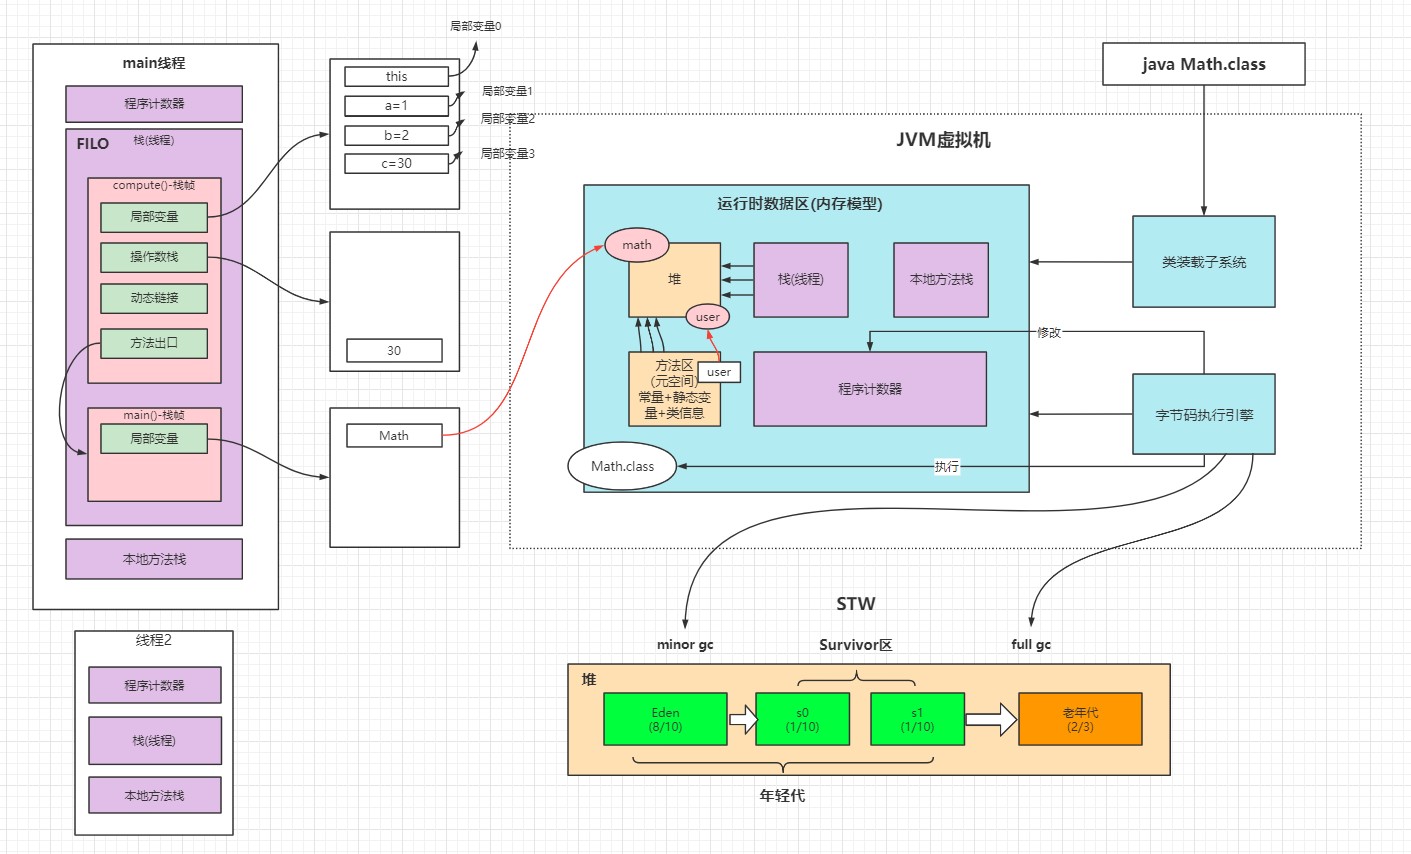 局部变量0
main线程
程序计数器
FILO
栈(线程)
compute()-栈帧
局部变量
操作数栈
动态链接
方法出口
main()-栈帧
局部变量
本地方法栈
线程2
程序计数器
栈(线程)
本地方法栈
this
a=1
局部变量1
b=2
局部变量2
c=30
局部变量3
30
Math
java Math.class
JVM虚拟机
运行时数据区(内存模型)
math
堆
user
栈(线程)
本地方法栈
类装载子系统
修改
方法区
(元空间)
常量+静态变
量+类信息
user
程序计数器
字节码执行引擎
Math.class
执行
STW
minor gc
Survivor区
full gc
堆
Eden
(8/10)
s0
(1/10)
s1
(1/10)
老年代
(2/3)
年轻代